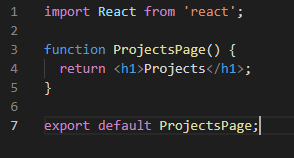 1 import React from 'react';
2
3 function ProjectsPage() {
4   return <h1>Projects</h1>;
5 }
6
7 export default ProjectsPage;